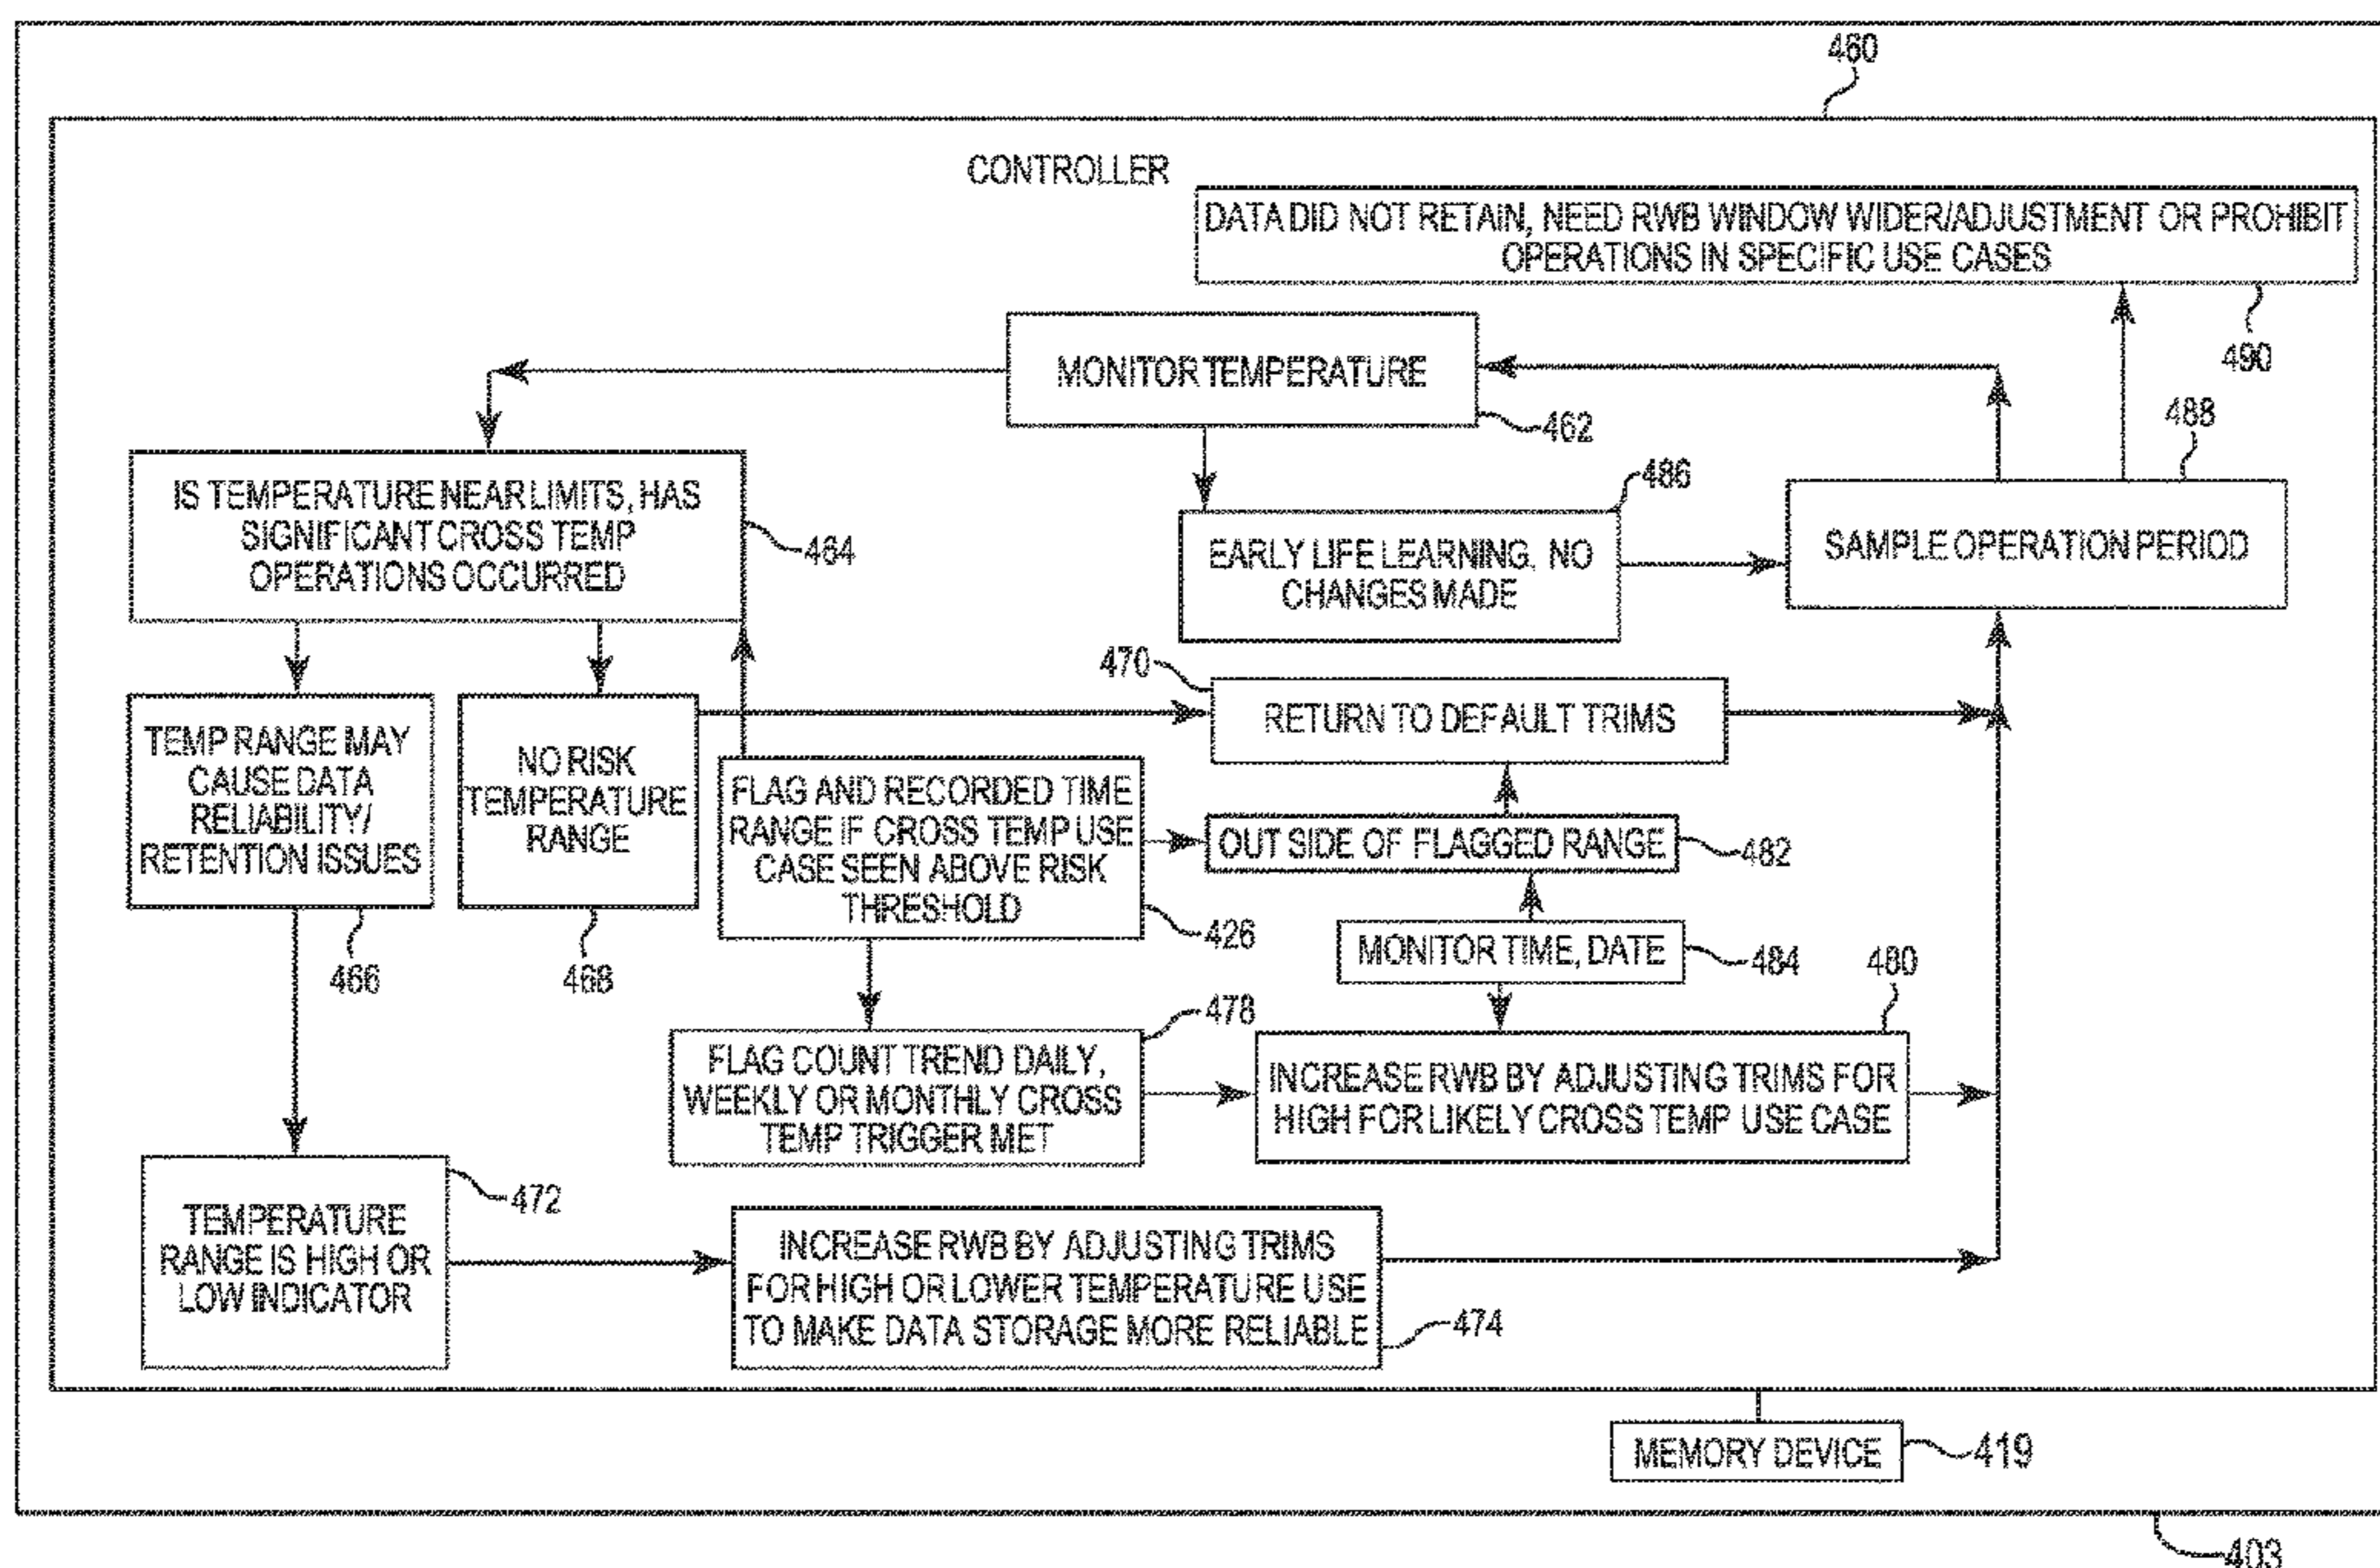 460
CONTROLLER
DATA DID NOT RETAIN, NEED RWB WINDOW WIDER/ADJUSTMENT OR PROHIBIT
OPERATIONS IN SPECIFIC USE CASES
490
MONITOR TEMPERATURE
462
488
IS TEMPERATURE NEAR LIMITS, HAS
SIGNIFICANT CROSS TEMP
OPERATIONS OCCURRED
464
486
EARLY LIFE LEARNING, NO
CHANGES MADE
SAMPLE OPERATION PERIOD
470
RETURN TO DEFAULT TRIMS
TEMP RANGE MAY
CAUSE DATA
RELIABILITY/
RETENTION ISSUES
466
NO RISK
TEMPERATURE
RANGE
468
FLAG AND RECORDED TIME
RANGE IF CROSS TEMP USE
CASE SEEN ABOVE RISK
THRESHOLD
426
OUT SIDE OF FLAGGED RANGE
482
MONITOR TIME, DATE
484
480
478
FLAG COUNT TREND DAILY,
WEEKLY OR MONTHLY CROSS
TEMP TRIGGER MET
INCREASE RWB BY ADJUSTING TRIMS FOR
HIGH FOR LIKELY CROSS TEMP USE CASE
472
TEMPERATURE
RANGE IS HIGH OR
LOW INDICATOR
INCREASE RWB BY ADJUSTING TRIMS
FOR HIGH OR LOWER TEMPERATURE USE
TO MAKE DATA STORAGE MORE RELIABLE
474
MEMORY DEVICE
419
403